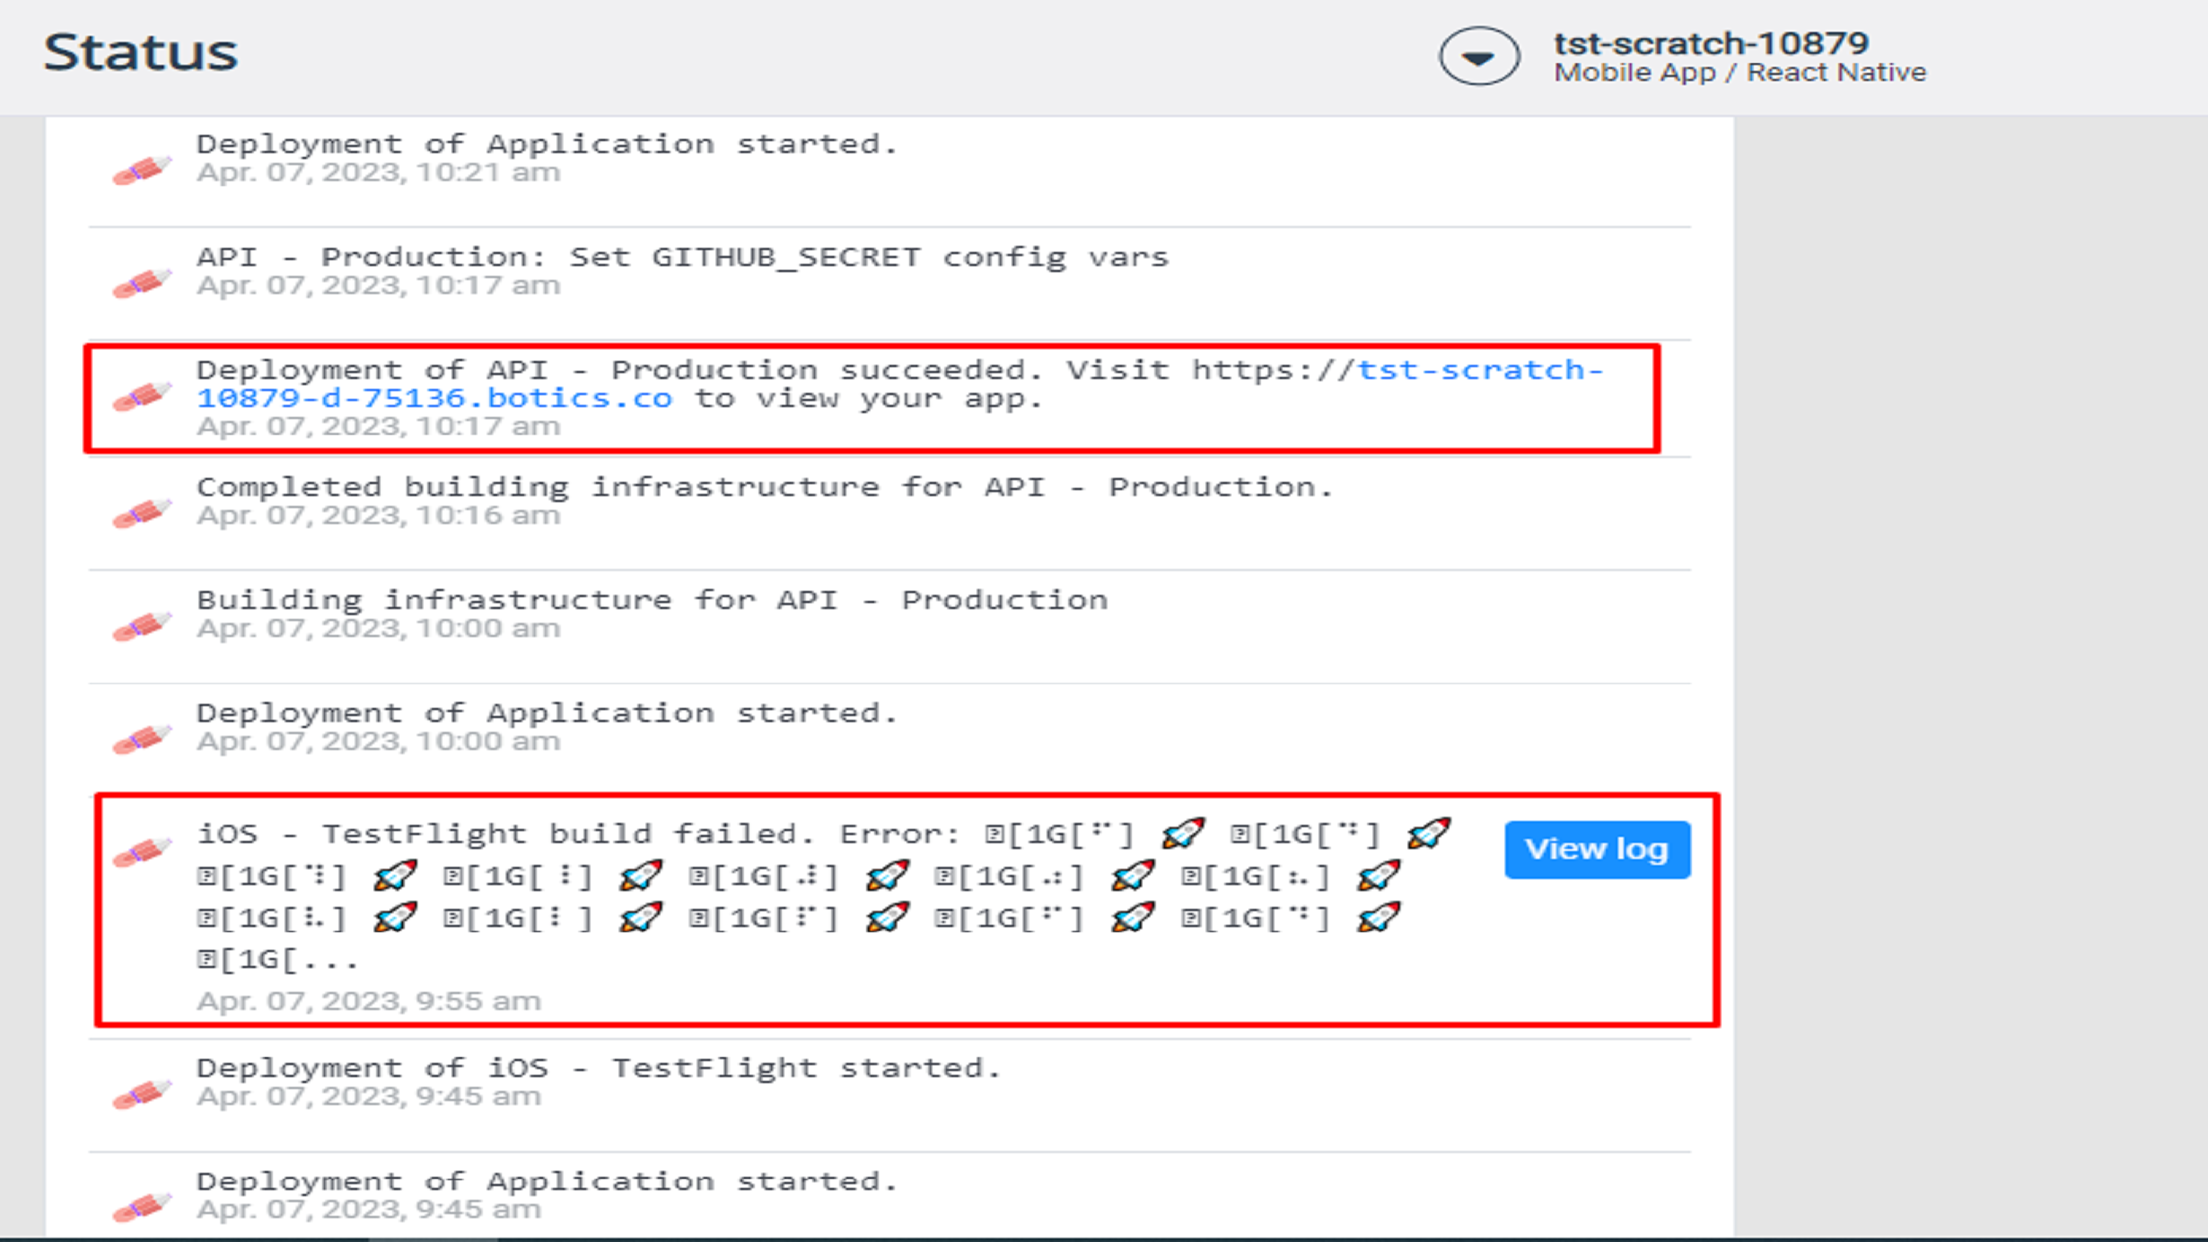 Status
tst-scratch-10879
Mobile App / React Native
Deployment of Application started.
Apr. 07, 2023, 10:21 am
API - Production: Set GITHUB_SECRET config vars
Apr. 07, 2023, 10:17 am
Deployment of API - Production succeeded. Visit https://tst-scratch-
10879-d-75136.botics.co to view your app.
Apr. 07, 2023, 10:17 am
Completed building infrastructure for API - Production.
Apr. 07, 2023, 10:16 am
Building infrastructure for API - Production
Apr. 07, 2023, 10:00 am
Deployment of Application started.
Apr. 07, 2023, 10:00 am
iOS - TestFlight build failed. Error: �[1G[⠋] 🚀 �[1G[⠙] 🚀
�[1G[⠹] 🚀 �[1G[⠸] 🚀 �[1G[⠼] 🚀 �[1G[⠴] 🚀 �[1G[⠦] 🚀
�[1G[⠧] 🚀 �[1G[⠇] 🚀 �[1G[⠏] 🚀 �[1G[⠋] 🚀 �[1G[⠙] 🚀
�[1G[...
View log
Apr. 07, 2023, 9:55 am
Deployment of iOS - TestFlight started.
Apr. 07, 2023, 9:45 am
Deployment of Application started.
Apr. 07, 2023, 9:45 am